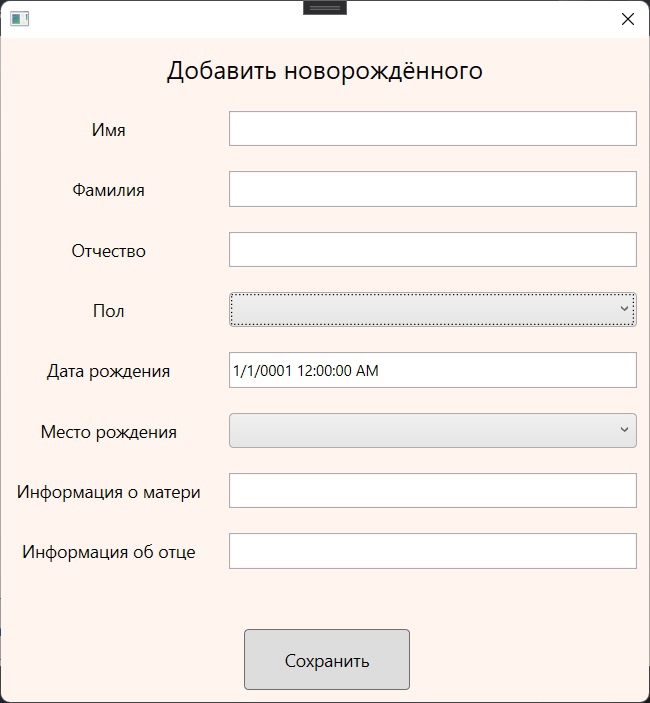 Добавить новорождённого
Имя
Фамилия
Отчество
Пол
Дата рождения 1/1/0001 12:00:00 AM
Место рождения
Информация о матери
Информация об отце
Сохранить